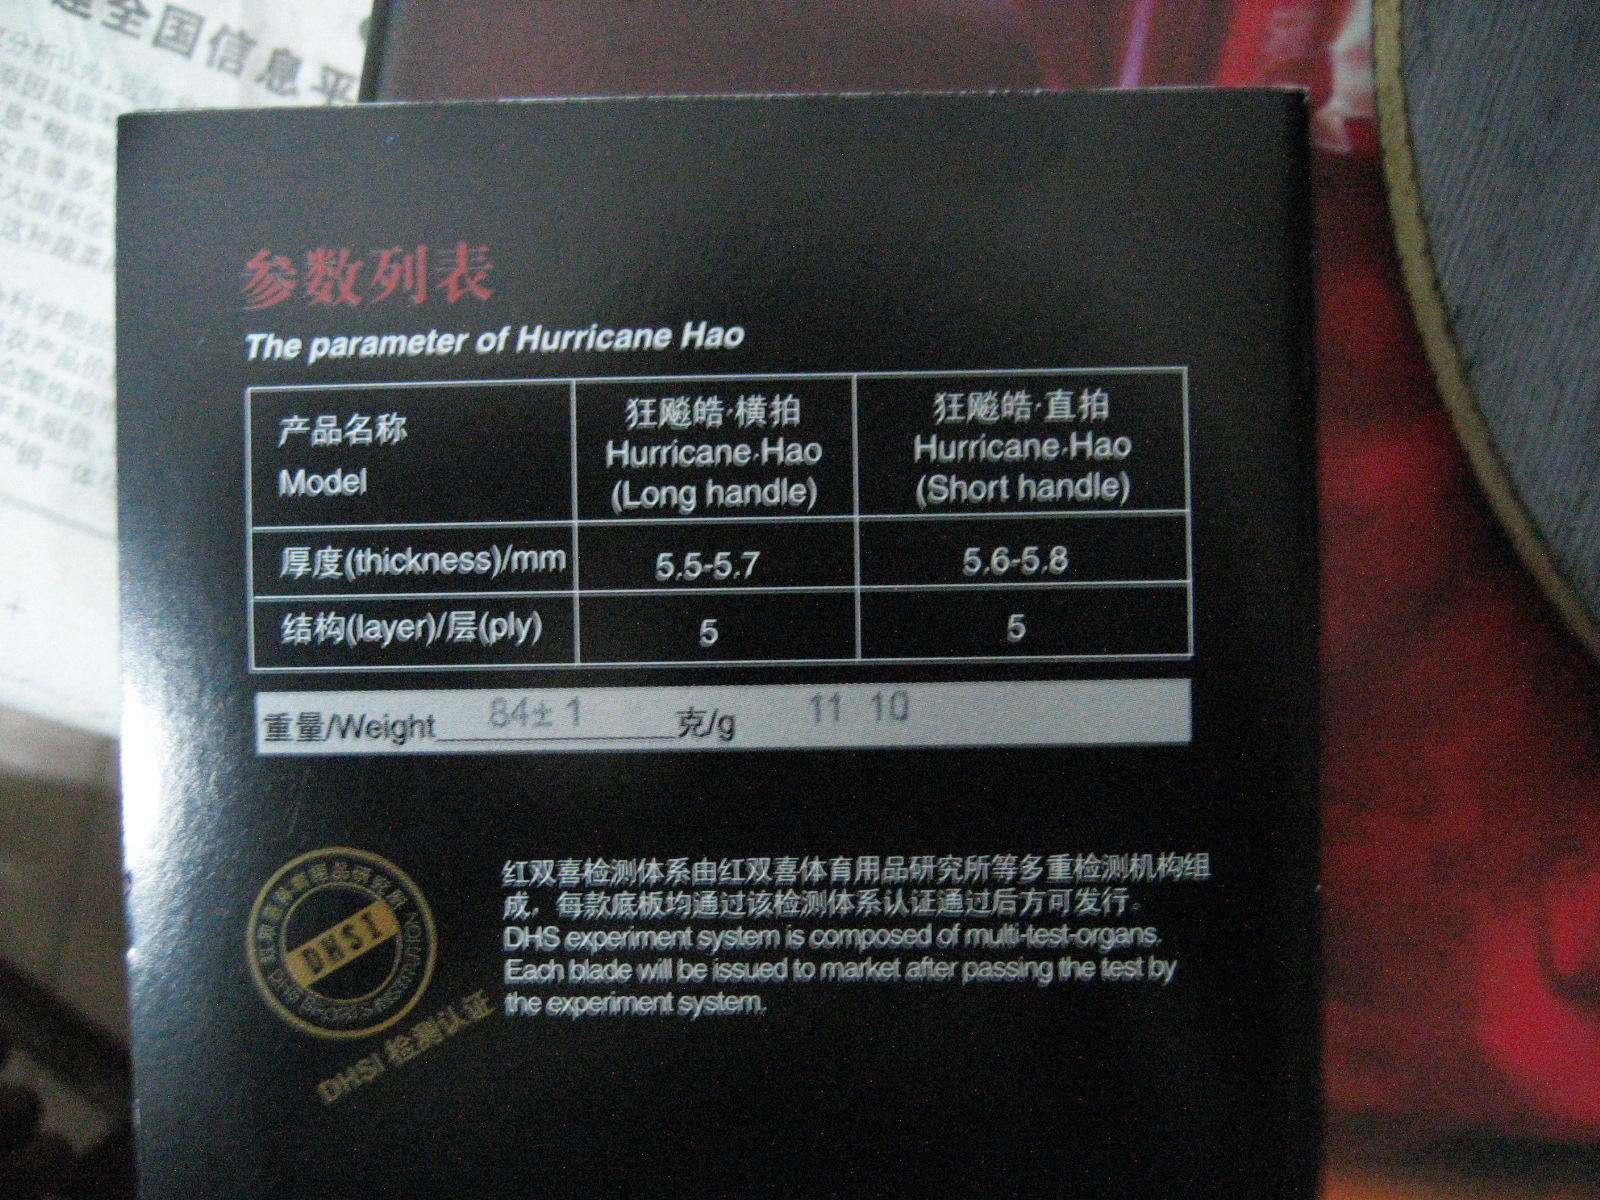 全国信息平
参数列表
The parameter of Hurricane Hao
产品名称
Model
狂飚皓·横拍
Hurricane·Hao
(Long handle)
狂飚皓·直拍
Hurricane·Hao
(Short handle)
厚度(thickness)/mm
5.5-5.7
5.6-5.8
结构(layer)/层(ply)
5
5
重量/Weight 84±1 克/g 11 10
红双喜检测体系由红双喜体育用品研究所等多重检测机构组
成，每款底板均通过该检测体系认证通过后方可发行。
DHS experiment system is composed of multi-test-organs.
Each blade will be issued to market after passing the test by
the experiment system.
DHSI
DHSI 检测认证